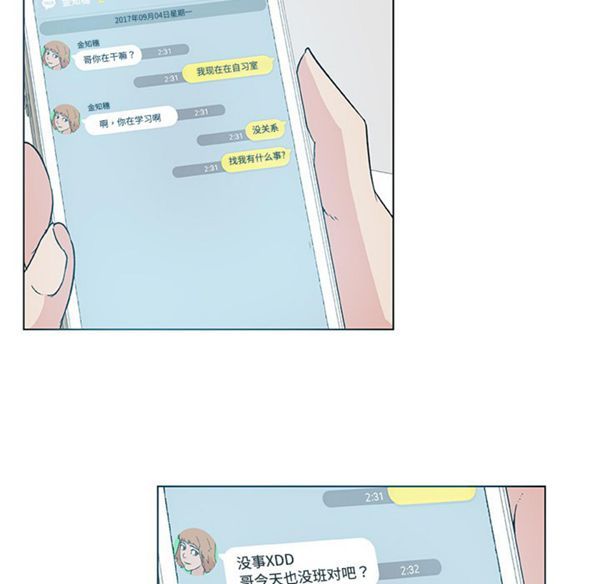 金知穗
2017年09月04日星期一
金知穗
哥你在干嘛？
2:31
2:31
我现在在自习室
金知穗
啊，你在学习啊
2:31
2:31
没关系
2:31
找我有什么事?
2:31
没事XDD
哥今天也没班对吧？
2:32